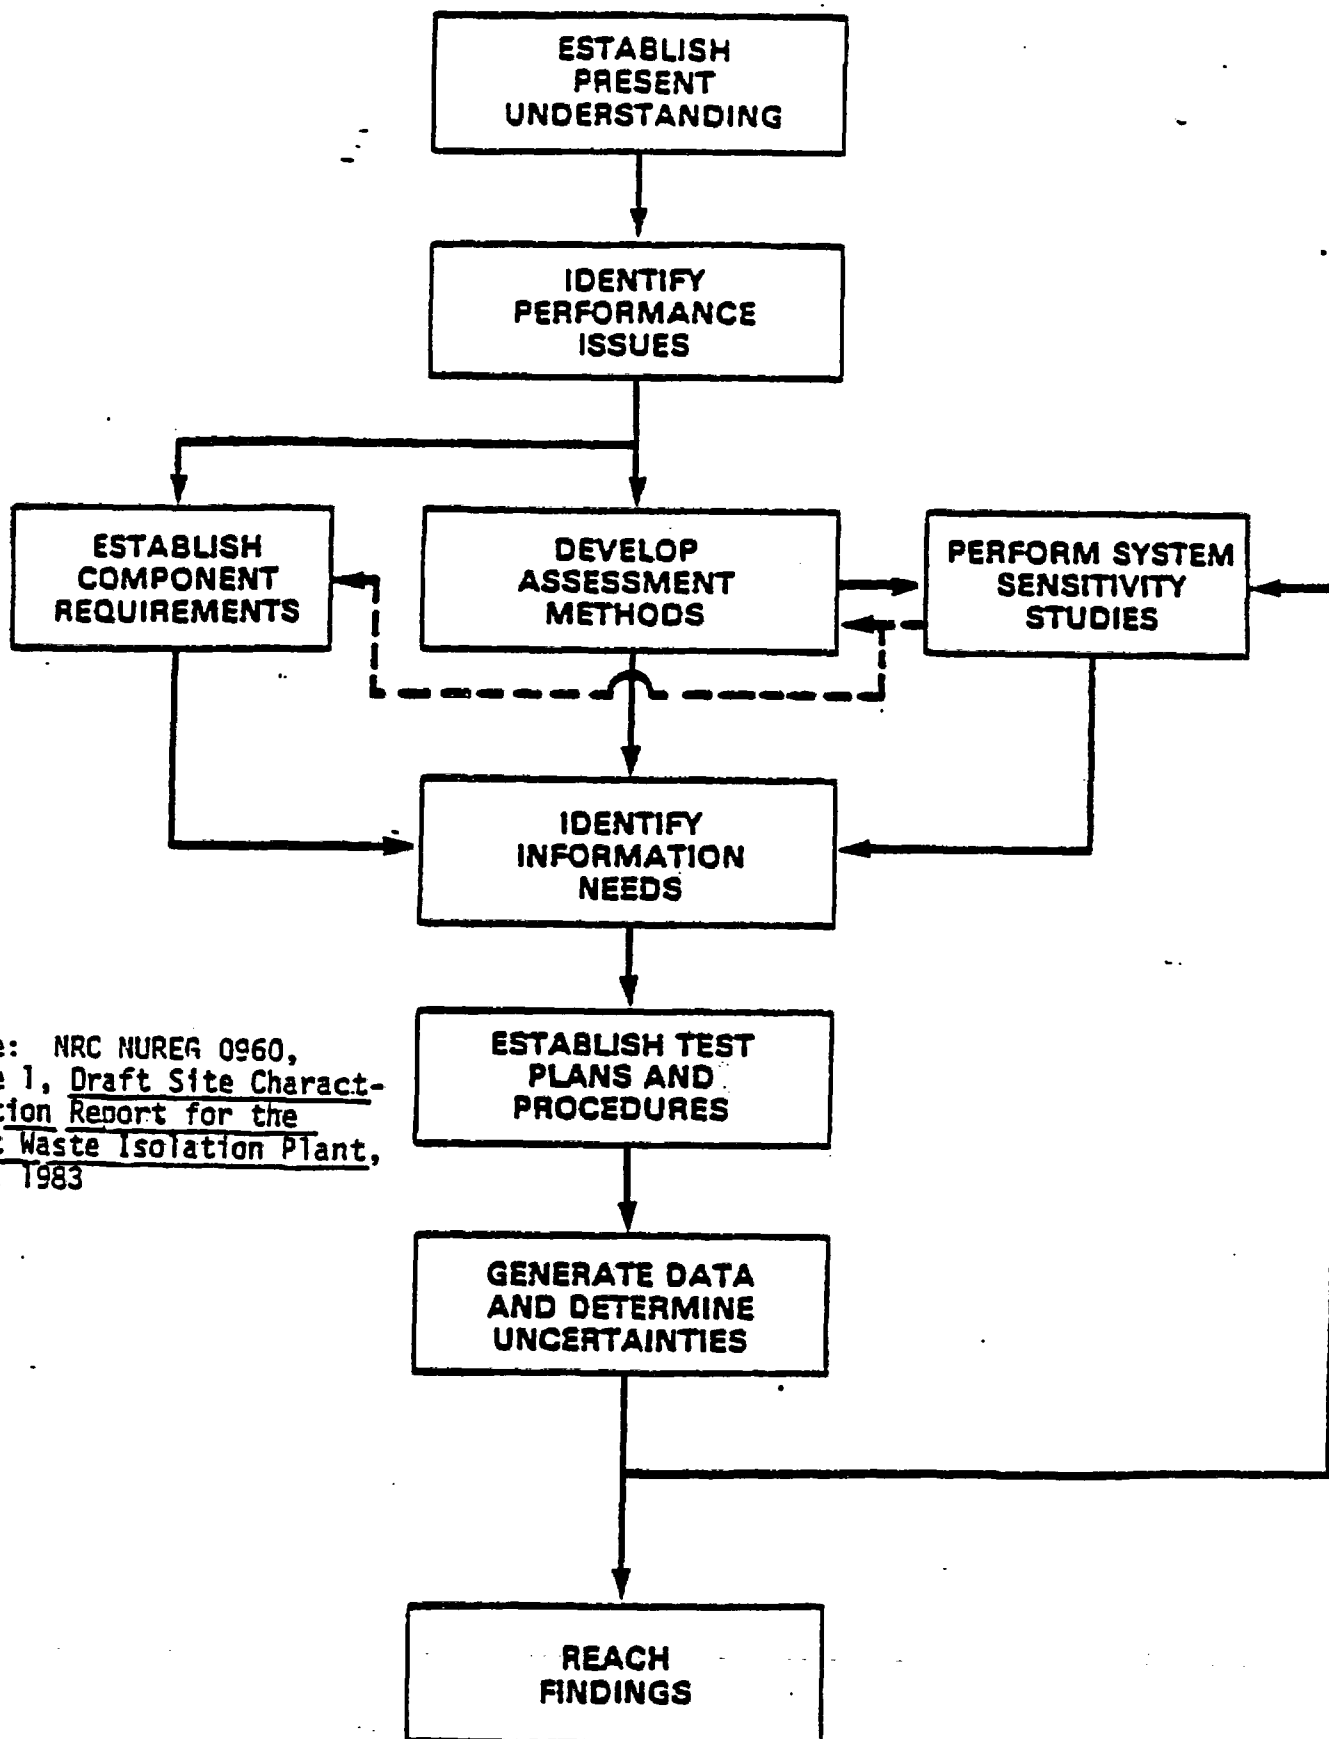 ESTABLISH
PRESENT
UNDERSTANDING
IDENTIFY
PERFORMANCE
ISSUES
ESTABLISH
COMPONENT
REQUIREMENTS
DEVELOP
ASSESSMENT
METHODS
PERFORM SYSTEM
SENSITIVITY
STUDIES
IDENTIFY
INFORMATION
NEEDS
ESTABLISH TEST
PLANS AND
PROCEDURES
e: NRC NUREG 0960,
e 1, Draft Site Charact-
tion Report for the
t Waste Isolation Plant,
1983
GENERATE DATA
AND DETERMINE
UNCERTAINTIES
REACH
FINDINGS